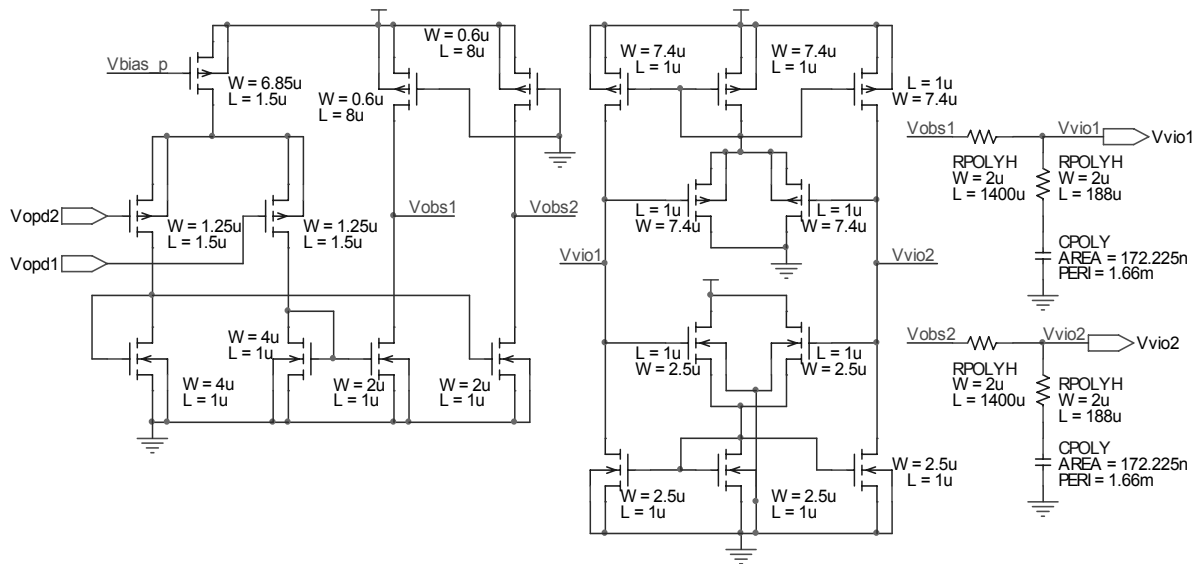 Vbias_p
W = 6.85u
L = 1.5u
W = 0.6u
L = 8u
W = 0.6u
L = 8u
Vopd2
W = 1.25u
L = 1.5u
W = 1.25u
L = 1.5u
Vopd1
Vobs1
Vobs2
W = 4u
L = 1u
W = 4u
L = 1u
W = 2u
L = 1u
W = 2u
L = 1u
W = 7.4u
L = 1u
W = 7.4u
L = 1u
L = 1u
W = 7.4u
L = 1u
W = 7.4u
L = 1u
W = 7.4u
Vvio1
Vvio2
L = 1u
W = 2.5u
L = 1u
W = 2.5u
W = 2.5u
L = 1u
W = 2.5u
L = 1u
W = 2.5u
L = 1u
Vobs1
Vvio1
Vvio1
RPOLYH
W = 2u
L = 1400u
RPOLYH
W = 2u
L = 188u
CPOLY
AREA = 172.225n
PERI = 1.66m
Vobs2
Vvio2
Vvio2
RPOLYH
W = 2u
L = 1400u
RPOLYH
W = 2u
L = 188u
CPOLY
AREA = 172.225n
PERI = 1.66m